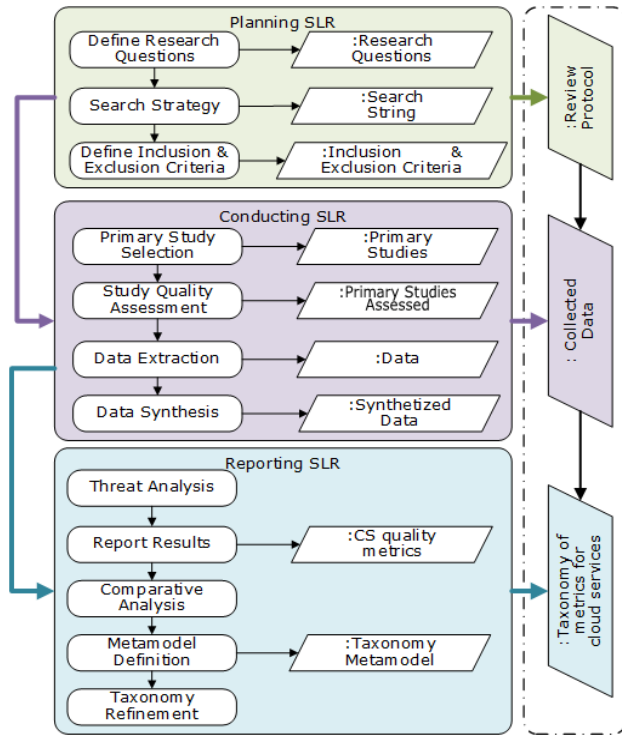 Planning SLR
Define Research
Questions
:Research
Questions
Search Strategy
:Search
String
Define Inclusion &
Exclusion Criteria
:Inclusion &
Exclusion Criteria
:Review
Protocol
Conducting SLR
Primary Study
Selection
:Primary
Studies
Study Quality
Assessment
:Primary Studies
Assessed
Data Extraction
:Data
Data Synthesis
:Synthetized
Data
: Collected
Data
Reporting SLR
Threat Analysis
Report Results
:CS quality
metrics
Comparative
Analysis
Metamodel
Definition
:Taxonomy
Metamodel
Taxonomy
Refinement
:Taxonomy of
metrics for
cloud services